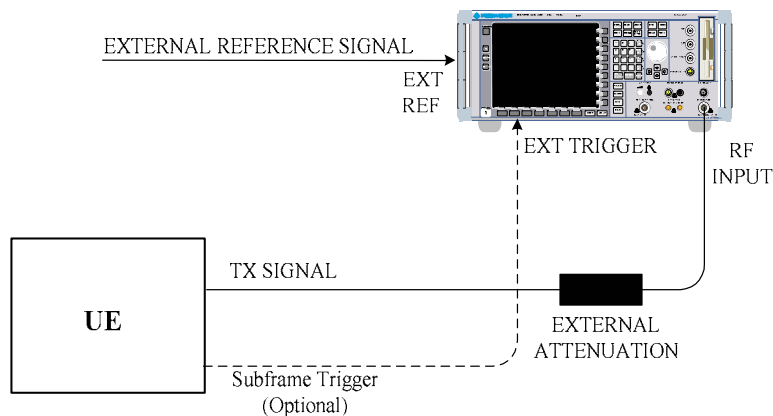 EXTERNAL REFERENCE SIGNAL
EXT
REF
EXT TRIGGER
RF
INPUT
TX SIGNAL
UE
EXTERNAL
ATTENUATION
Subframe Trigger
(Optional)